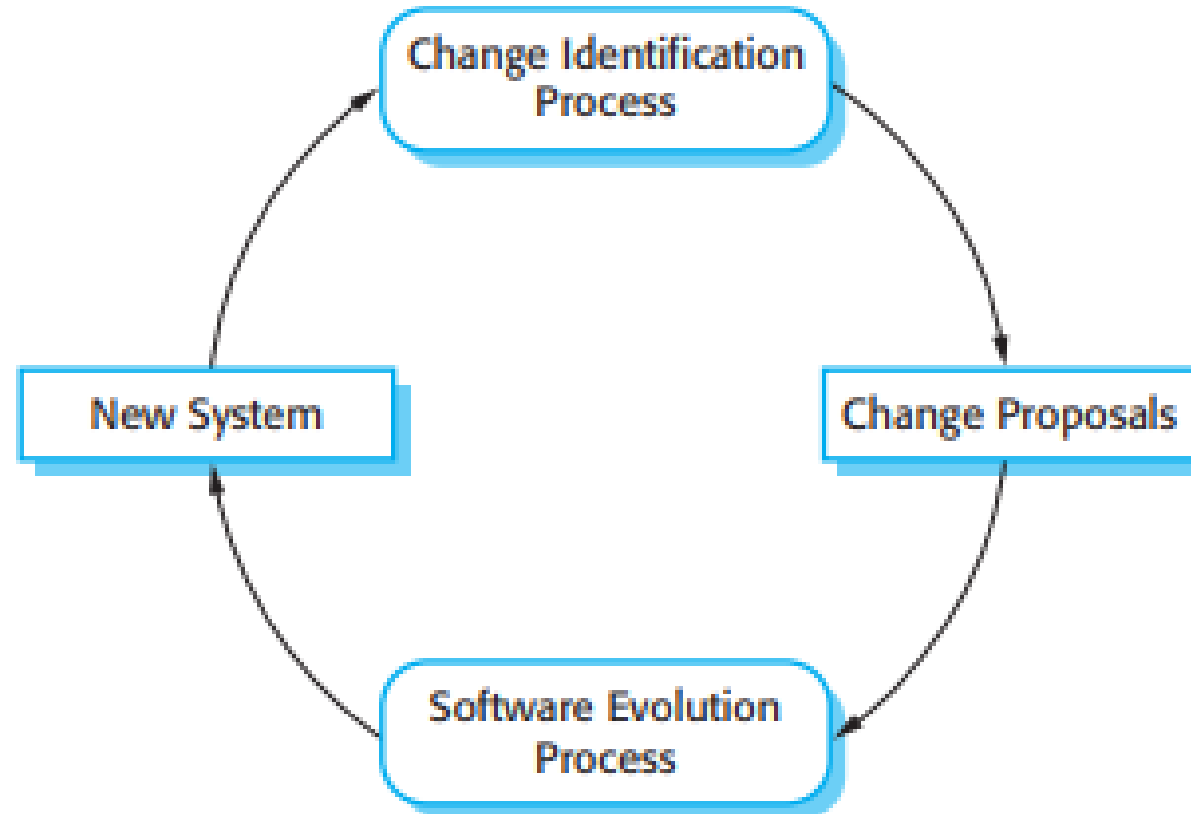 Change Identification
Process
New System
Change Proposals
Software Evolution
Process